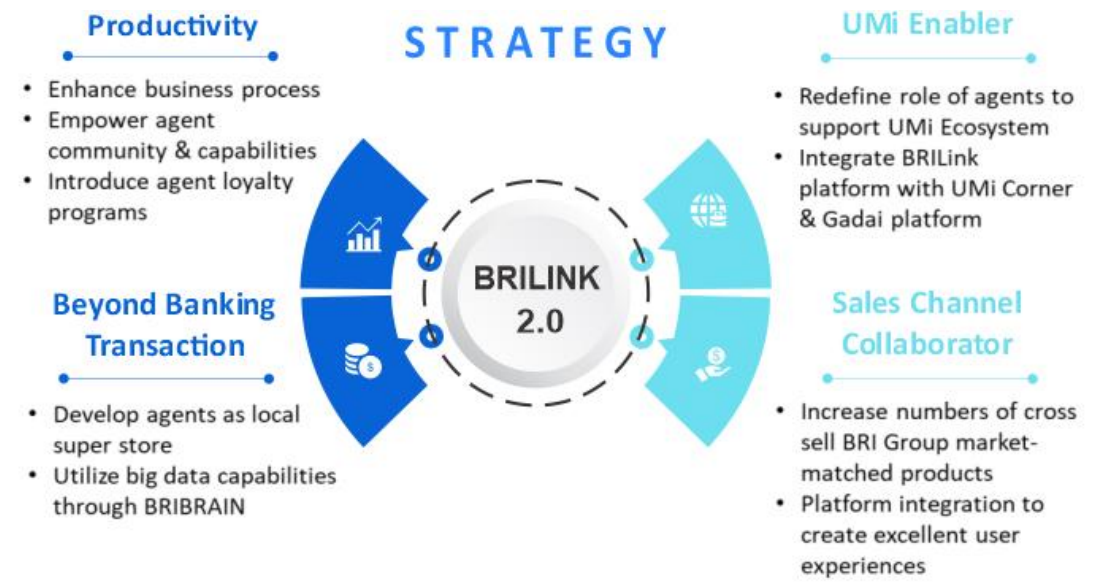 STRATEGY
Productivity
• Enhance business process
• Empower agent
community & capabilities
• Introduce agent loyalty
programs
Beyond Banking
Transaction
• Develop agents as local
super store
• Utilize big data capabilities
through BRIBRAIN
BRILINK
2.0
UMi Enabler
• Redefine role of agents to
support UMi Ecosystem
• Integrate BRILink
platform with UMi Corner
& Gadai platform
Sales Channel
Collaborator
• Increase numbers of cross
sell BRI Group market-
matched products
• Platform integration to
create excellent user
experiences